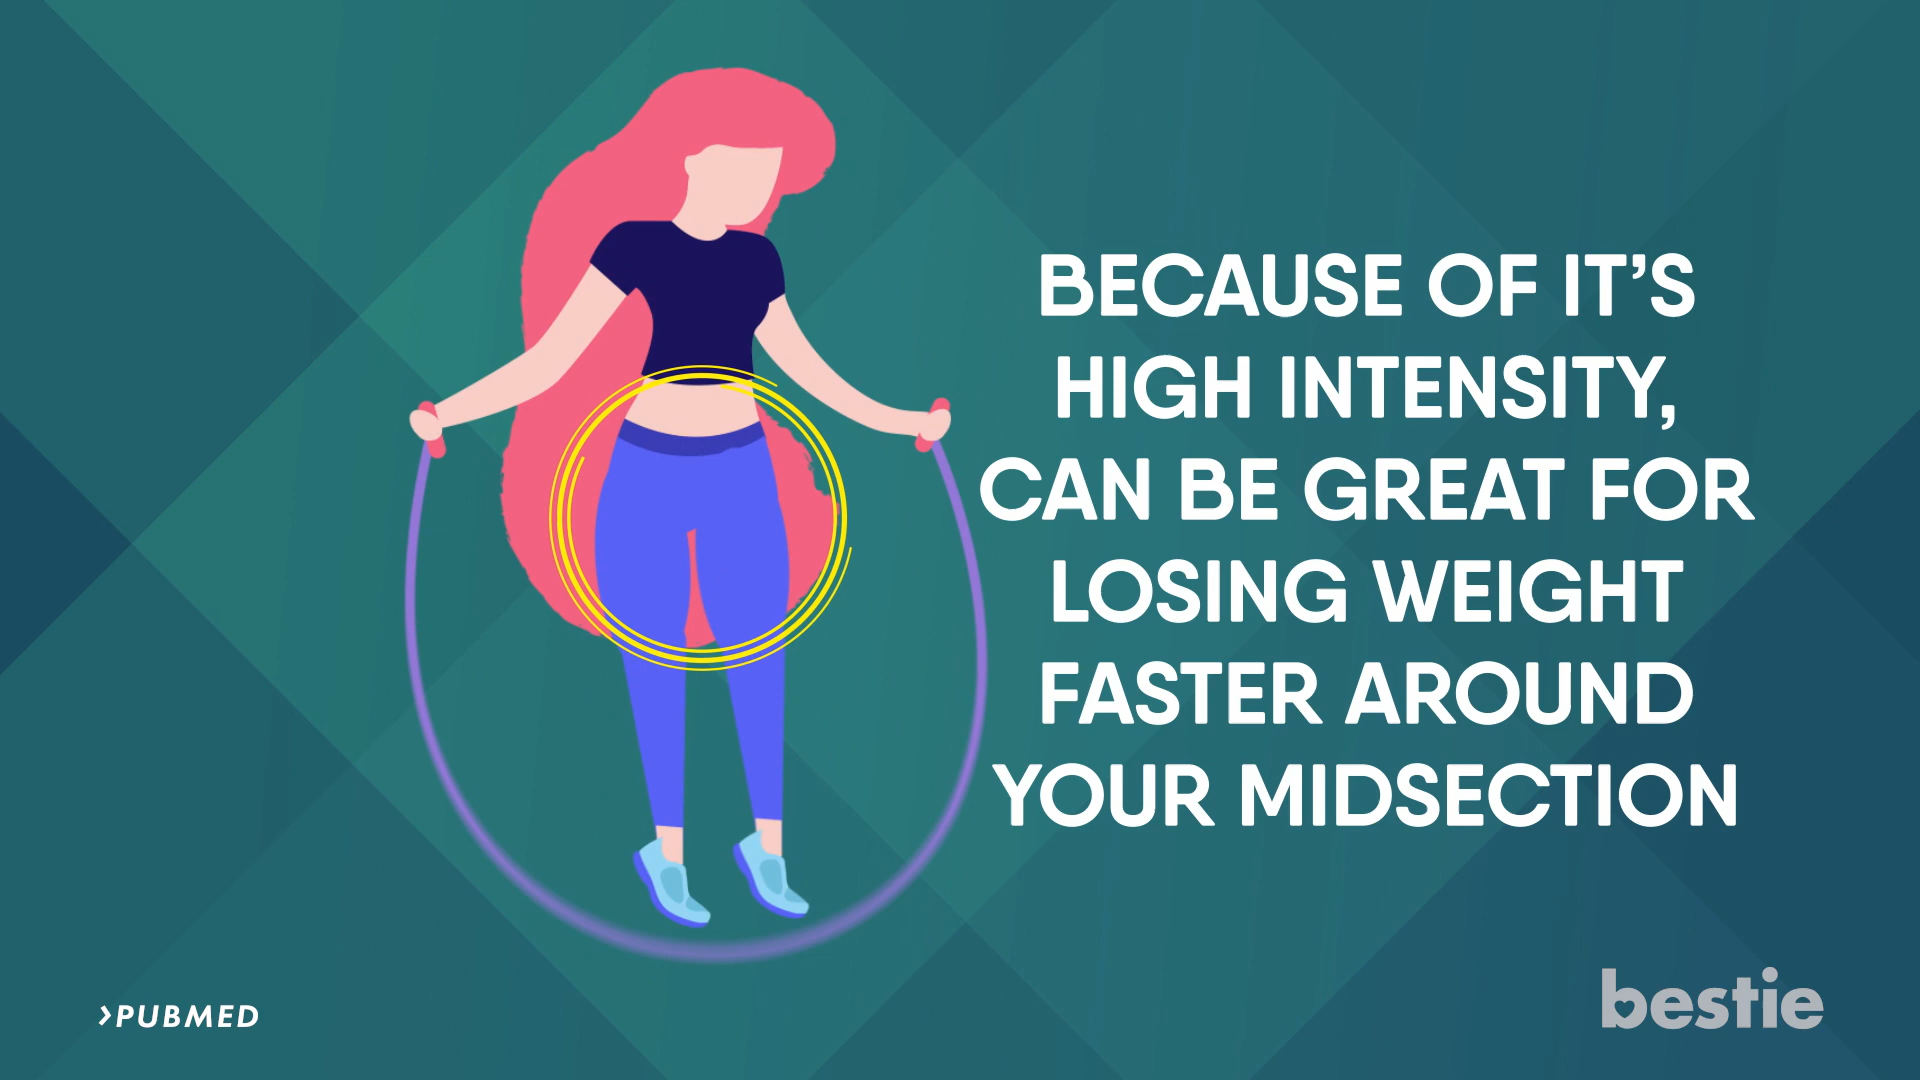 BECAUSE OF IT’S
HIGH INTENSITY,
CAN BE GREAT FOR
LOSING WEIGHT
FASTER AROUND
YOUR MIDSECTION
>PUBMED
bestie